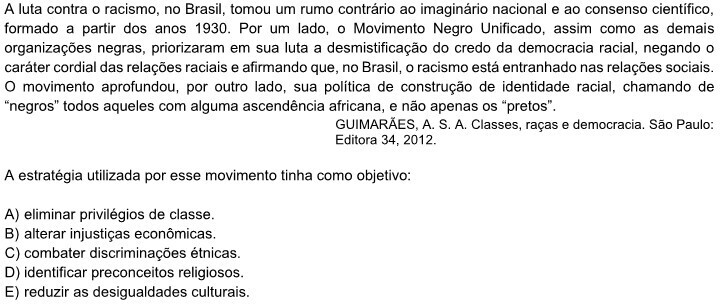 A luta contra o racismo, no Brasil, tomou um rumo contrário ao imaginário nacional e ao consenso científico,
formado a partir dos anos 1930. Por um lado, o Movimento Negro Unificado, assim como as demais
organizações negras, priorizaram em sua luta a desmistificação do credo da democracia racial, negando o
caráter cordial das relações raciais e afirmando que, no Brasil, o racismo está entranhado nas relações sociais.
O movimento aprofundou, por outro lado, sua política de construção de identidade racial, chamando de
“negros” todos aqueles com alguma ascendência africana, e não apenas os “pretos”.
GUIMARÃES, A. S. A. Classes, raças e democracia. São Paulo:
Editora 34, 2012.
A estratégia utilizada por esse movimento tinha como objetivo:
A) eliminar privilégios de classe.
B) alterar injustiças econômicas.
C) combater discriminações étnicas.
D) identificar preconceitos religiosos.
E) reduzir as desigualdades culturais.